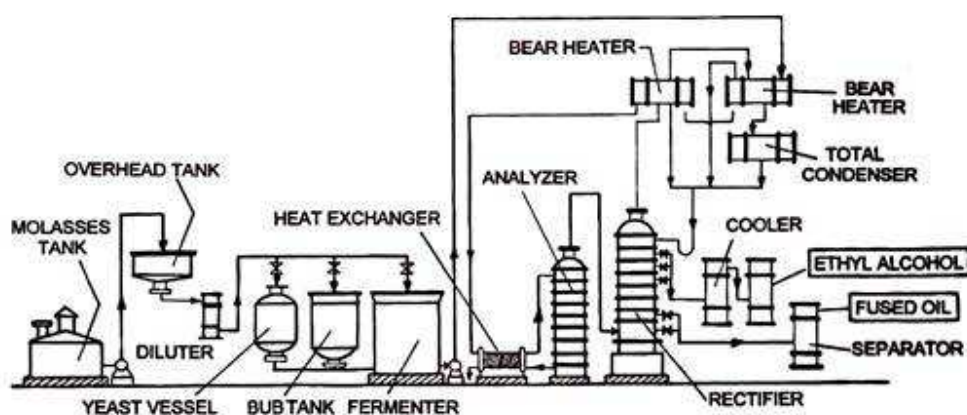 BEAR HEATER
BEAR
HEATER
TOTAL
CONDENSER
OVERHEAD TANK
ANALYZER
MOLASSES
TANK
HEAT EXCHANGER
COOLER
ETHYL ALCOHOL
FUSED OIL
DILUTER
SEPARATOR
YEAST VESSEL
BUB TANK
FERMENTER
RECTIFIER